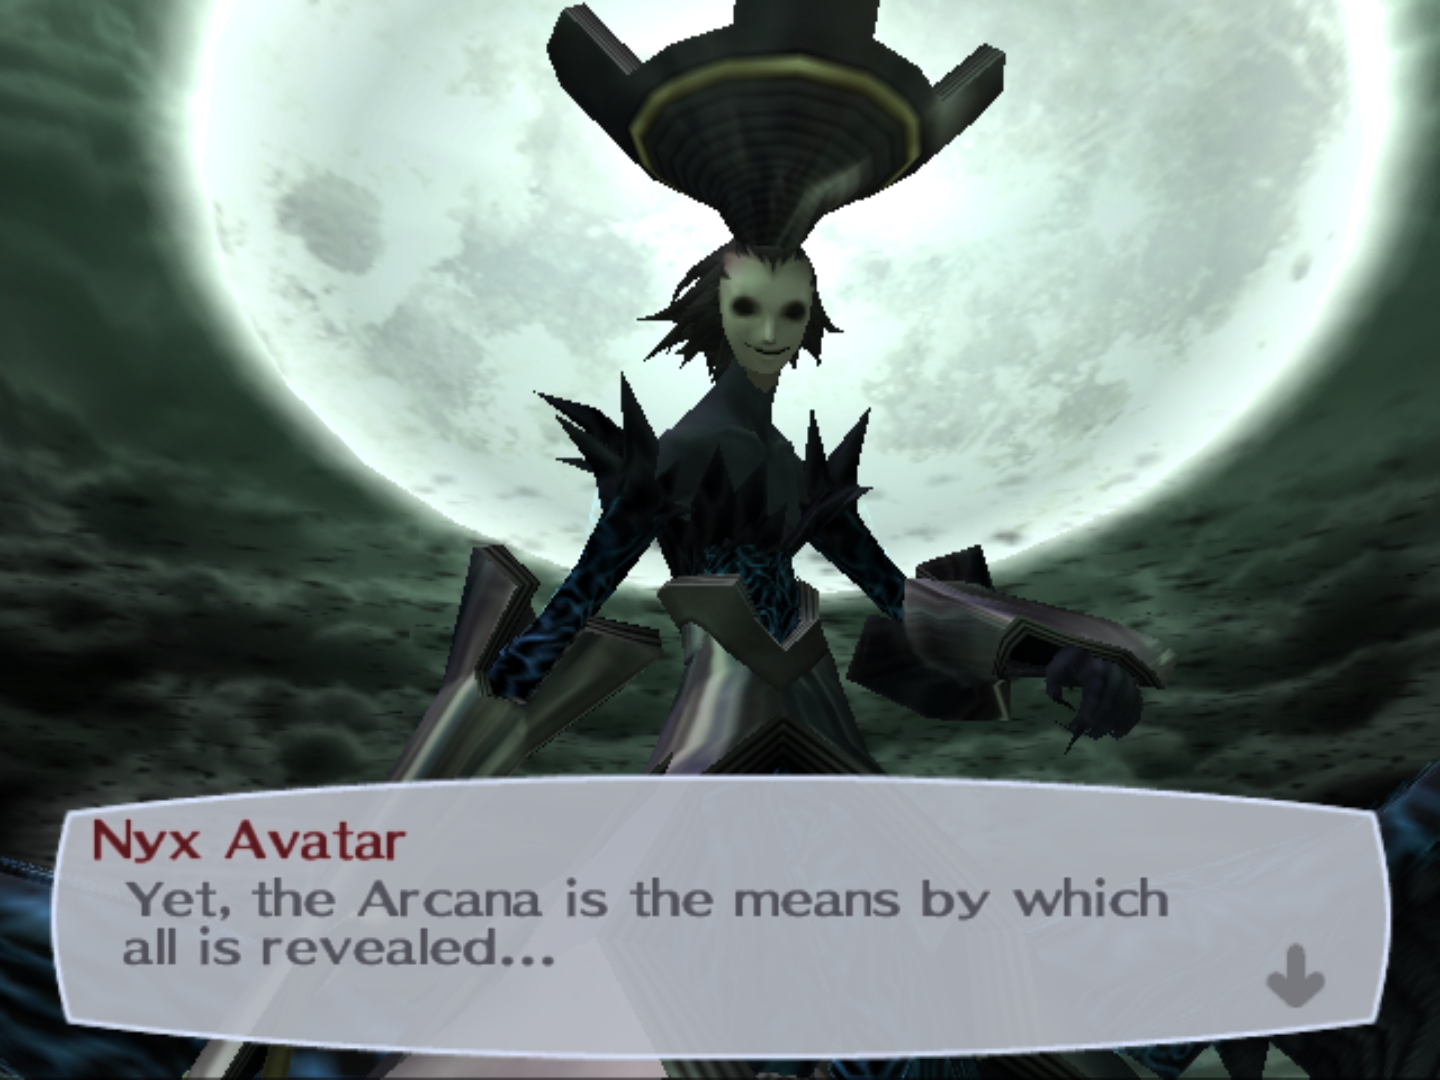 Nyx Avatar
Yet, the Arcana is the means by which
all is revealed...